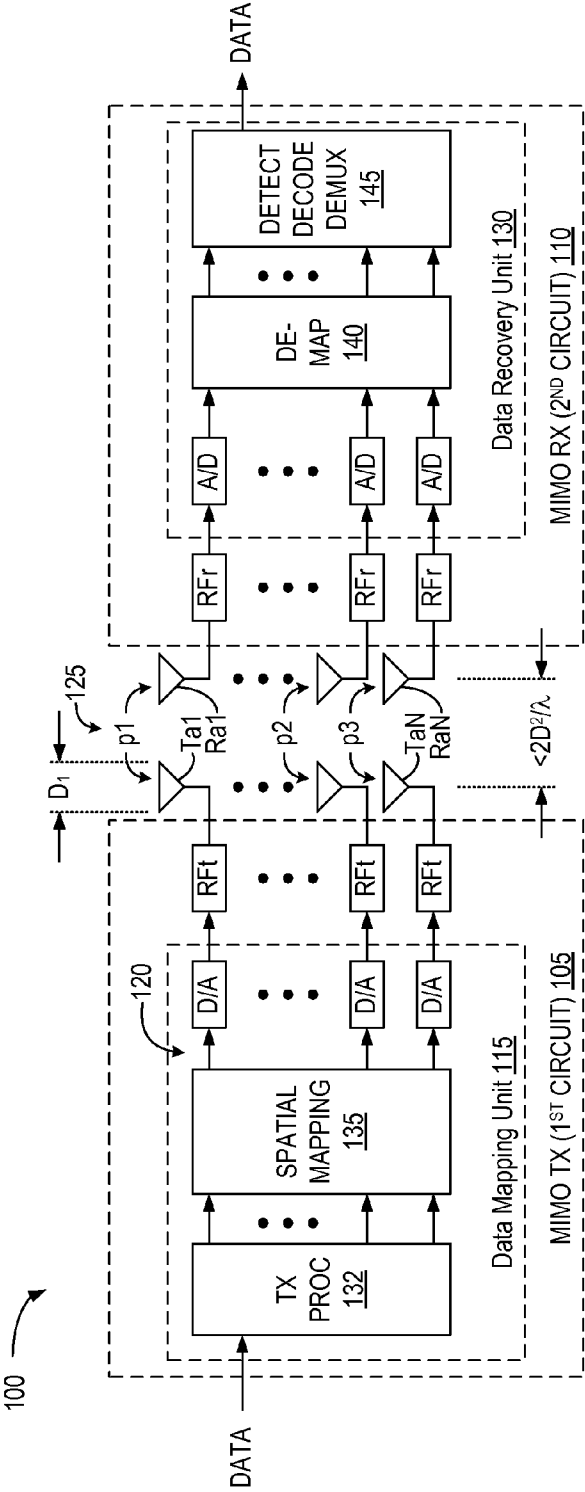 100
DATA
TX
PROC
132
SPATIAL
MAPPING
135
120
D/A
D/A
D/A
Data Mapping Unit 115
RFt
RFt
RFt
MIMO TX (1ST CIRCUIT) 105
D1
125
p1
Ta1
Ra1
p2
p3
TaN
RaN
<2D²/λ
RFr
RFr
RFr
A/D
A/D
A/D
DE-
MAP
140
DETECT
DECODE
DEMUX
145
Data Recovery Unit 130
MIMO RX (2ND CIRCUIT) 110
DATA